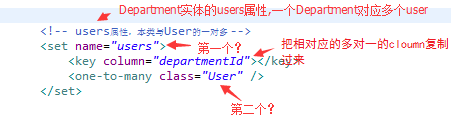 Department实体的users属性,一个Department对应多个user
<!-- users属性，本类与User的一对多 -->
<set name="users">
第一个?
把相对应的多对一的cloumn复制
过来
<key column="departmentId"></key>
<one-to-many class="User" />
</set>
第二个?